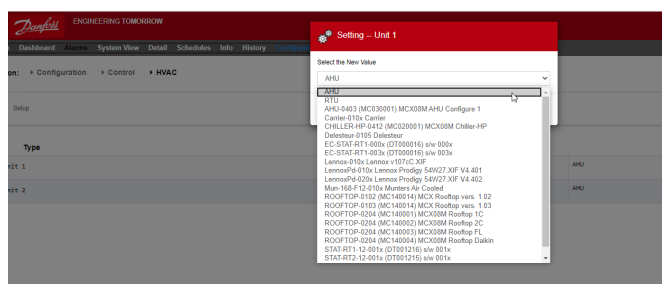 Danfoss ENGINEERING TOMORROW
Dashboard Alarms System View Detail Schedules Info History
on: Configuration Control HVAC
Setup
Type
nit 1 AHU
nit 2 AHU
Setting -- Unit 1
Select the New Value
AHU
AHU
RTU
AHU-0403 (MC030001) MCX08M AHU Configure 1
Carrier-010x Carrier
CHILLER-HP-0412 (MC020001) MCX08M Chiller-HP
Delesteur-0105 Delesteur
EC-STAT-RT1-000x (DT000016) s/w 000x
EC-STAT-RT1-003x (DT000016) s/w 003x
Lennox-010x Lennox v107cC.XIF
LennoxPd-010x Lennox Prodigy 54W27.XIF V4.401
LennoxPd-020x Lennox Prodigy 54W27.XIF V4.402
Mun-168-F12-010x Munters Air Cooled
ROOFTOP-0102 (MC140014) MCX Rooftop vers. 1.02
ROOFTOP-0103 (MC140014) MCX Rooftop vers. 1.03
ROOFTOP-0204 (MC140001) MCX08M Rooftop 1C
ROOFTOP-0204 (MC140002) MCX08M Rooftop 2C
ROOFTOP-0204 (MC140003) MCX08M Rooftop FL
ROOFTOP-0204 (MC140004) MCX08M Rooftop Daikin
STAT-RT1-12-001x (DT001216) s/w 001x
STAT-RT2-12-001x (DT001215) s/w 001x